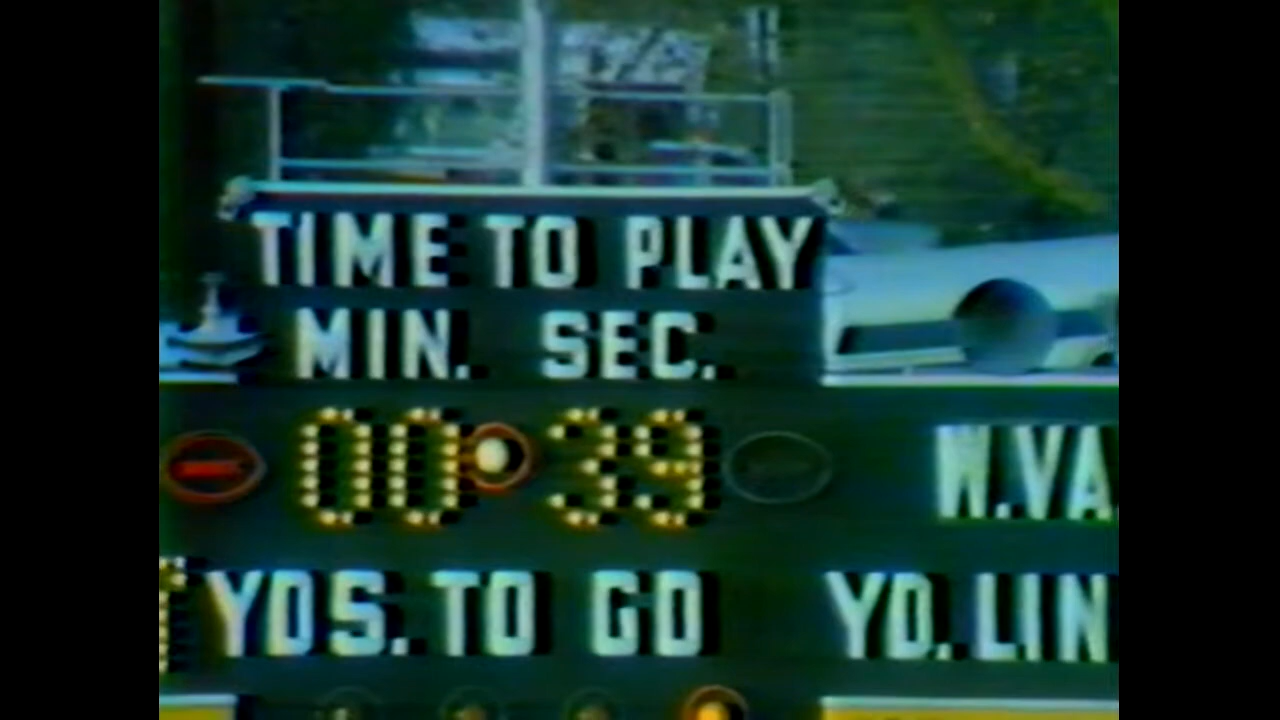 TIME TO PLAY
MIN. SEC.
00 39 W.VA.
YDS. TO GO YD. LIN